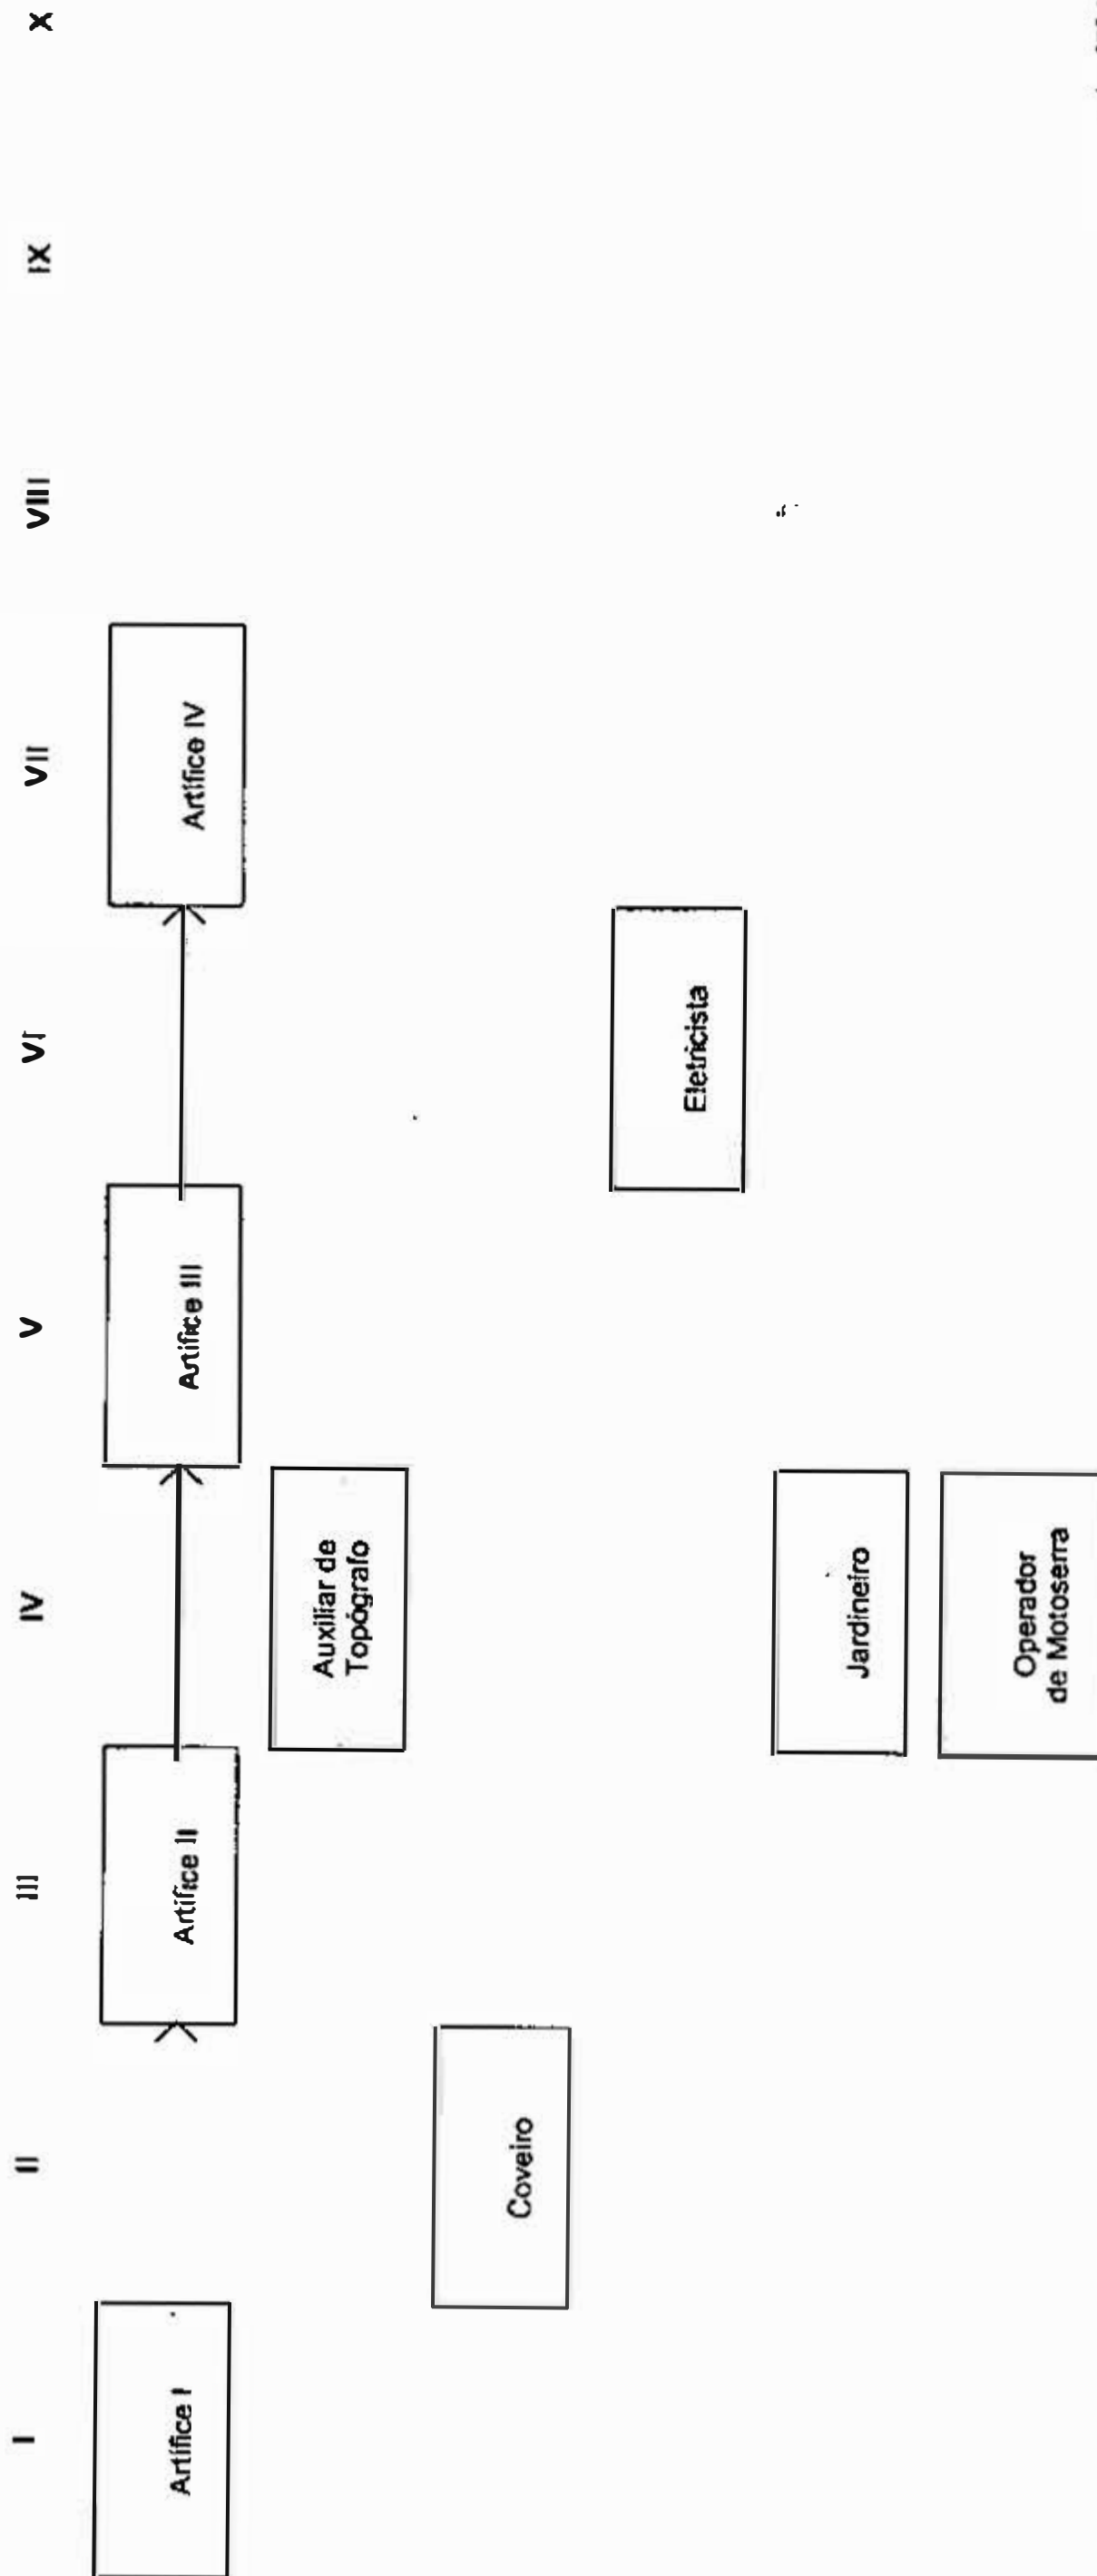 I
II
III
IV
V
VI
VII
VIII
IX
X
Artífice I
Artífice II
Artífice III
Artífice IV
Auxiliar de
Topógrafo
Coveiro
Eletricista
Jardineiro
Operador
de Motoserra